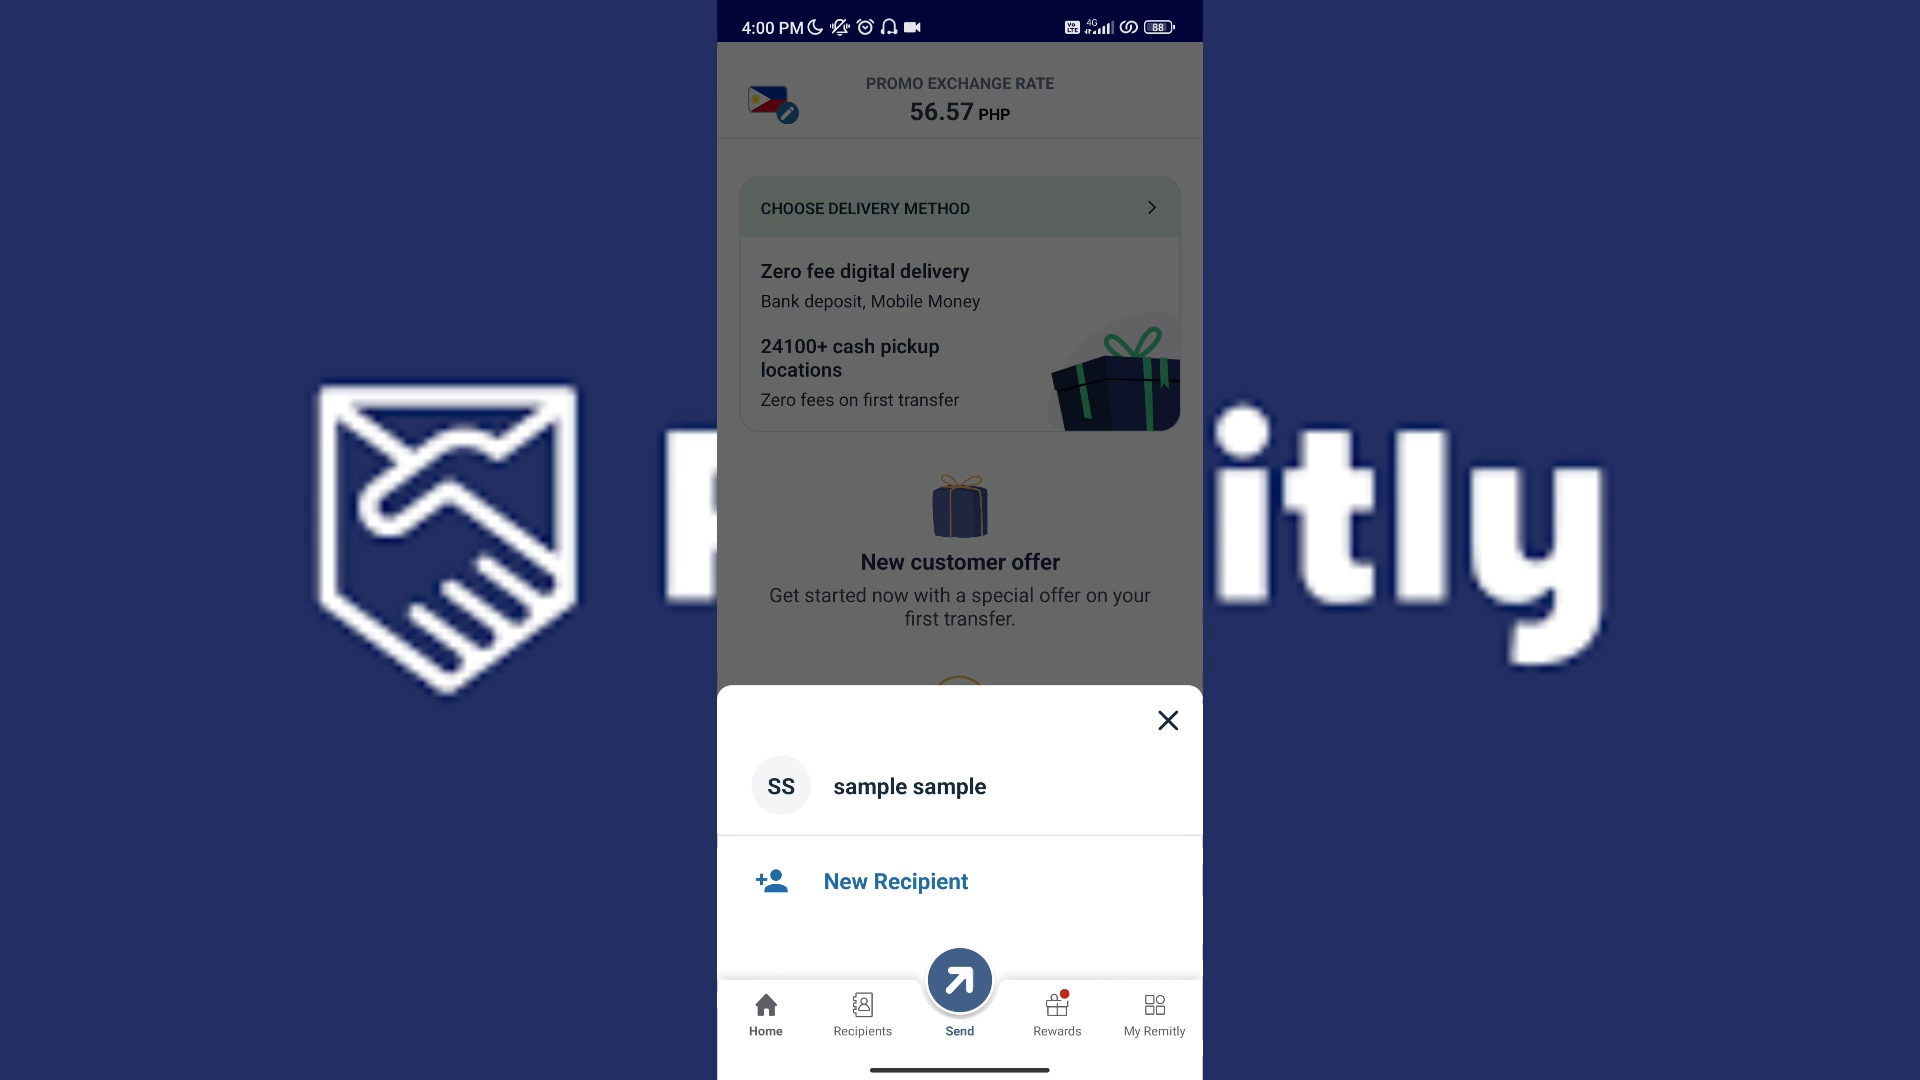 4:00 PM
4G
88
PROMO EXCHANGE RATE
56.57 PHP
CHOOSE DELIVERY METHOD
Zero fee digital delivery
Bank deposit, Mobile Money
24100+ cash pickup
locations
Zero fees on first transfer
New customer offer
Get started now with a special offer on your
first transfer.
itly
SS
sample sample
New Recipient
Home
Recipients
Send
Rewards
My Remitly